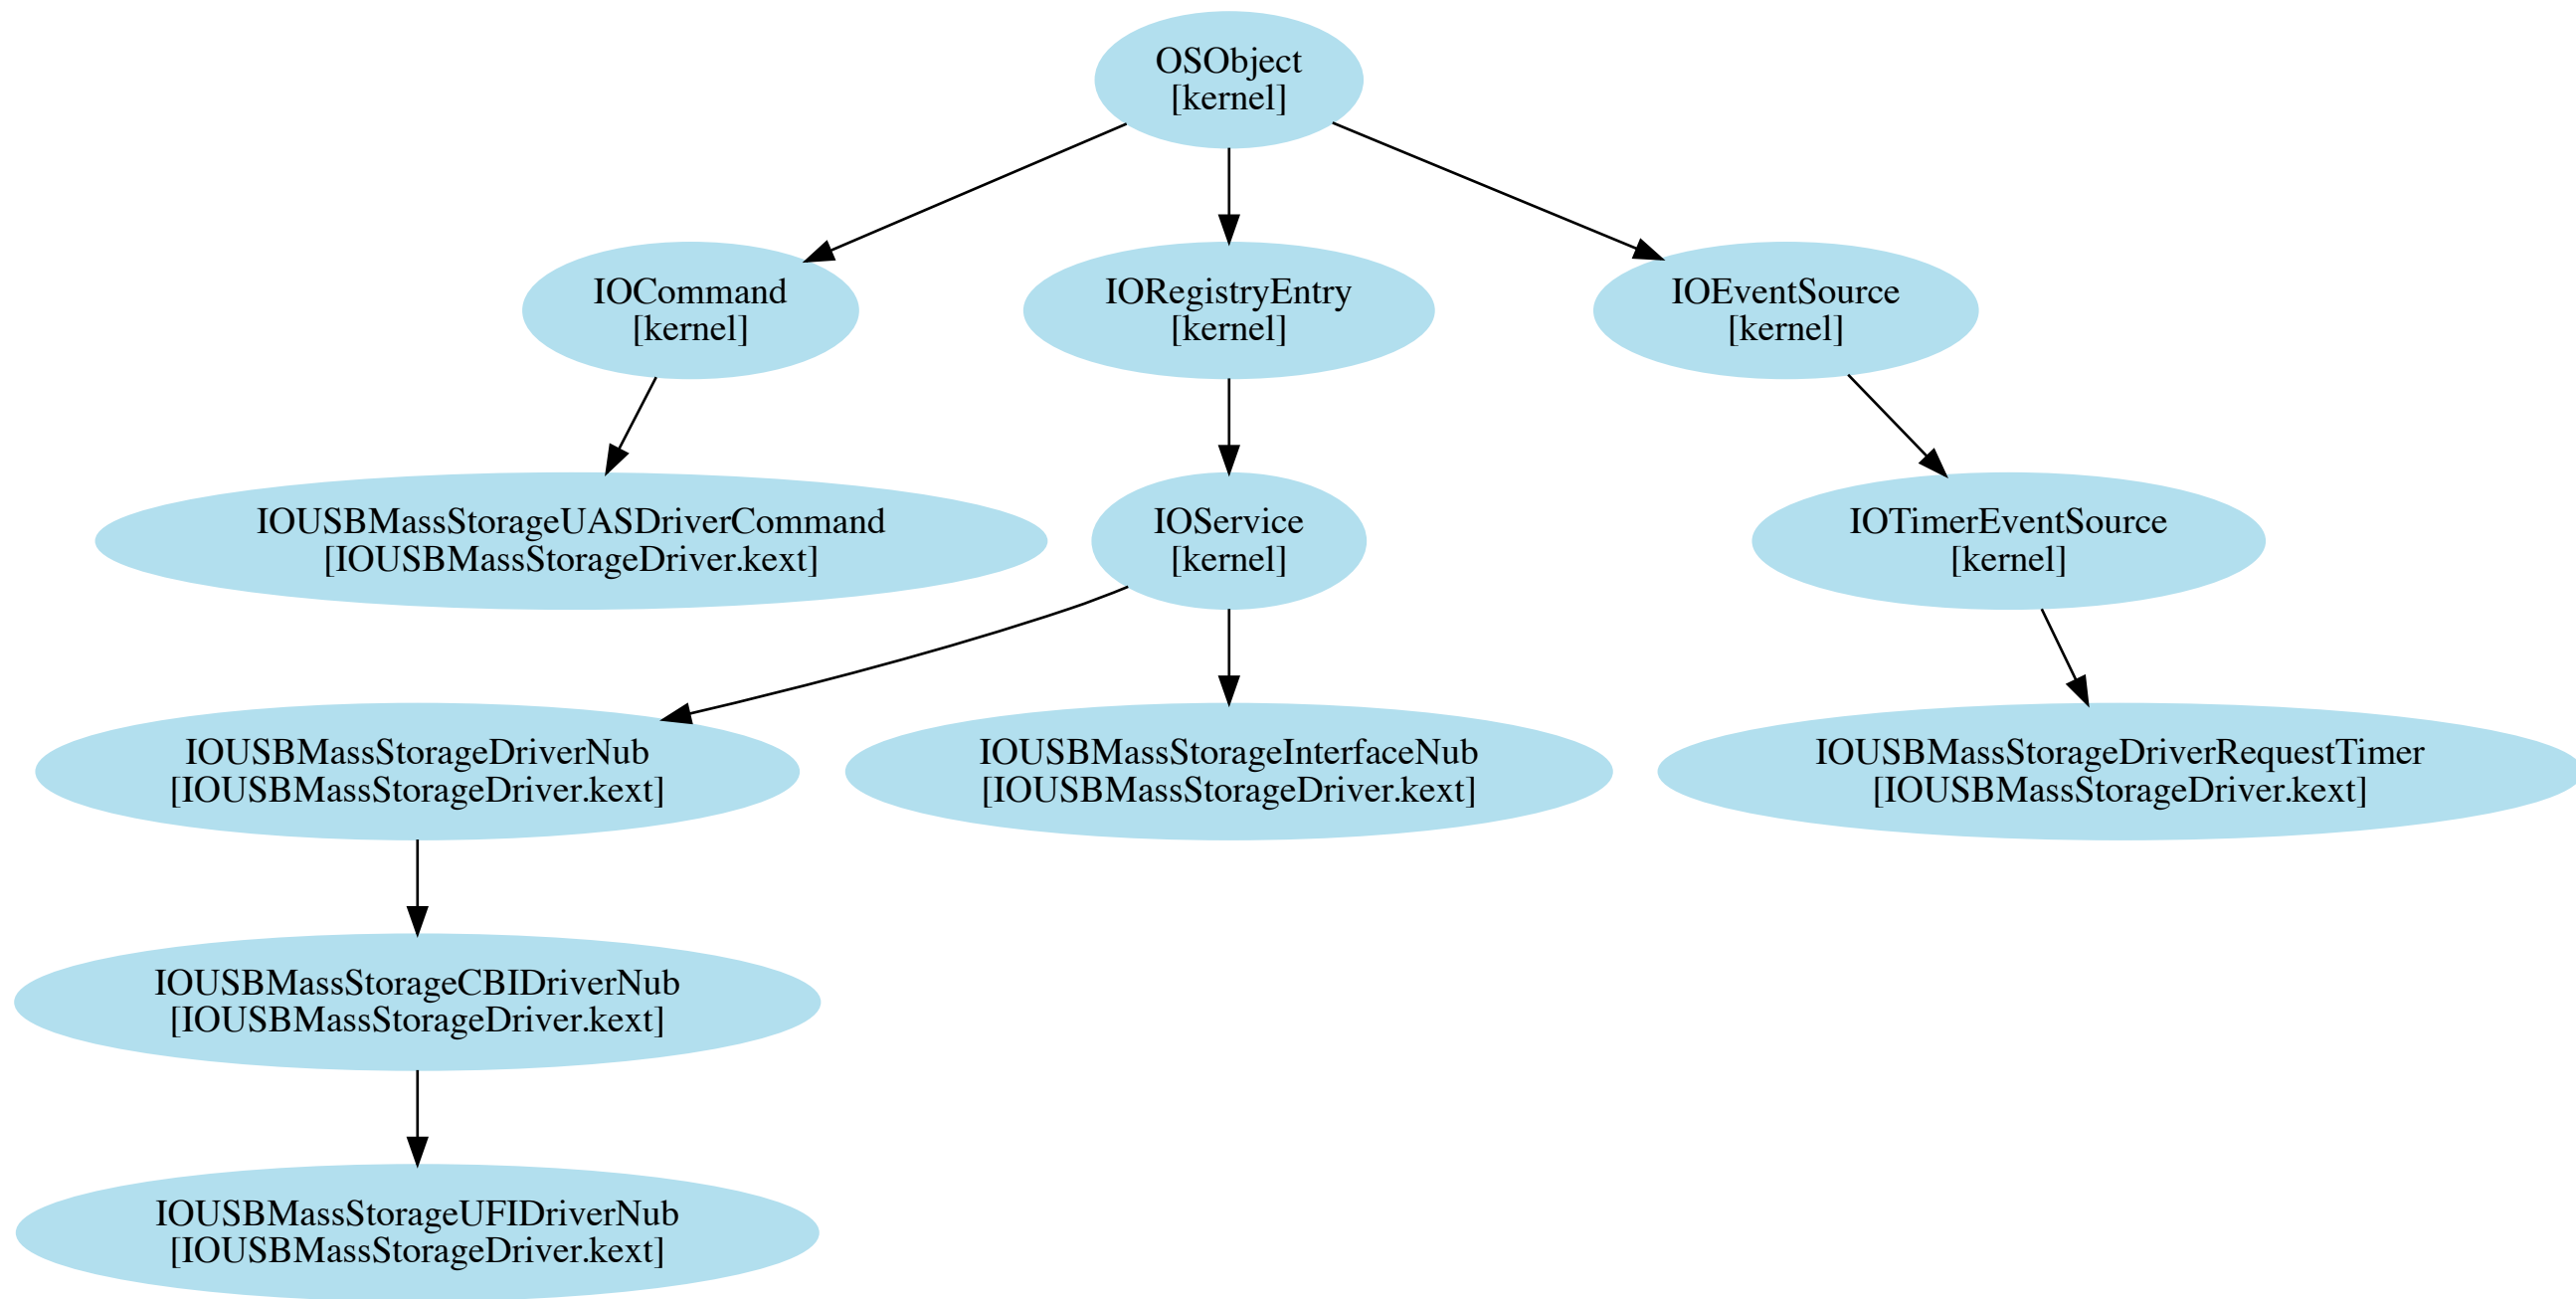 OSObject
[kernel]
IOCommand
[kernel]
IORegistryEntry
[kernel]
IOEventSource
[kernel]
IOUSBMassStorageUASDriverCommand
[IOUSBMassStorageDriver.kext]
IOService
[kernel]
IOTimerEventSource
[kernel]
IOUSBMassStorageDriverNub
[IOUSBMassStorageDriver.kext]
IOUSBMassStorageInterfaceNub
[IOUSBMassStorageDriver.kext]
IOUSBMassStorageDriverRequestTimer
[IOUSBMassStorageDriver.kext]
IOUSBMassStorageCBIDriverNub
[IOUSBMassStorageDriver.kext]
IOUSBMassStorageUFIDriverNub
[IOUSBMassStorageDriver.kext]